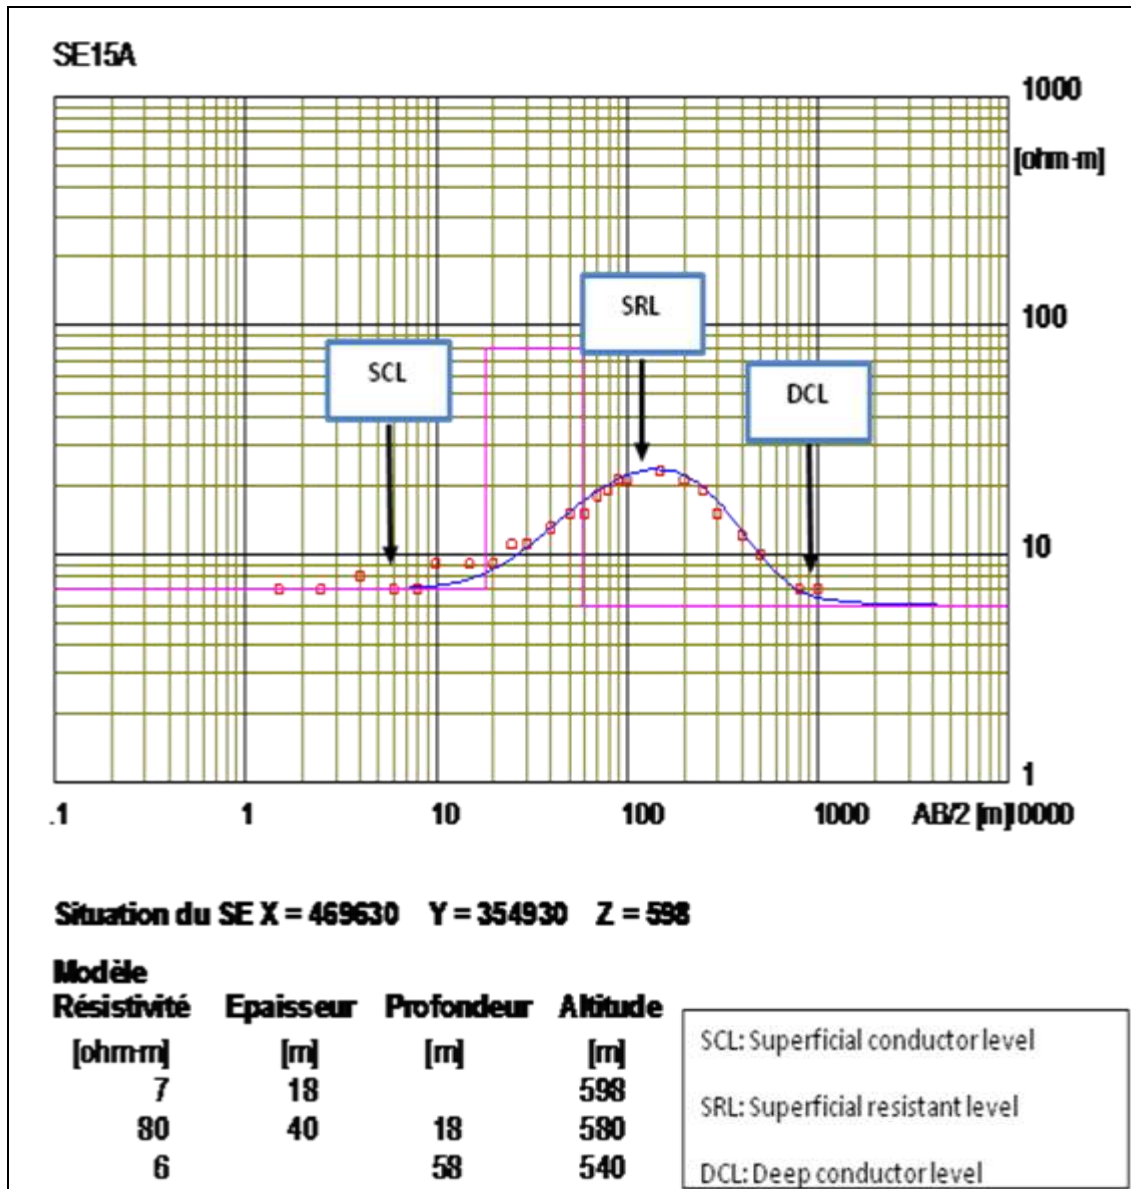 SE15A
1000
[ohm-m]
SRL
100
SCL
DCL
10
1
.1 1 10 100 1000 AB/2 [m]10000
Situation du SE X = 469630 Y = 354930 Z = 598
Modèle
Résistivité Epaisseur Profondeur Altitude
[ohm-m] [m] [m] [m]
7 18 598
80 40 18 580
6 58 540
SCL: Superficial conductor level
SRL: Superficial resistant level
DCL: Deep conductor level